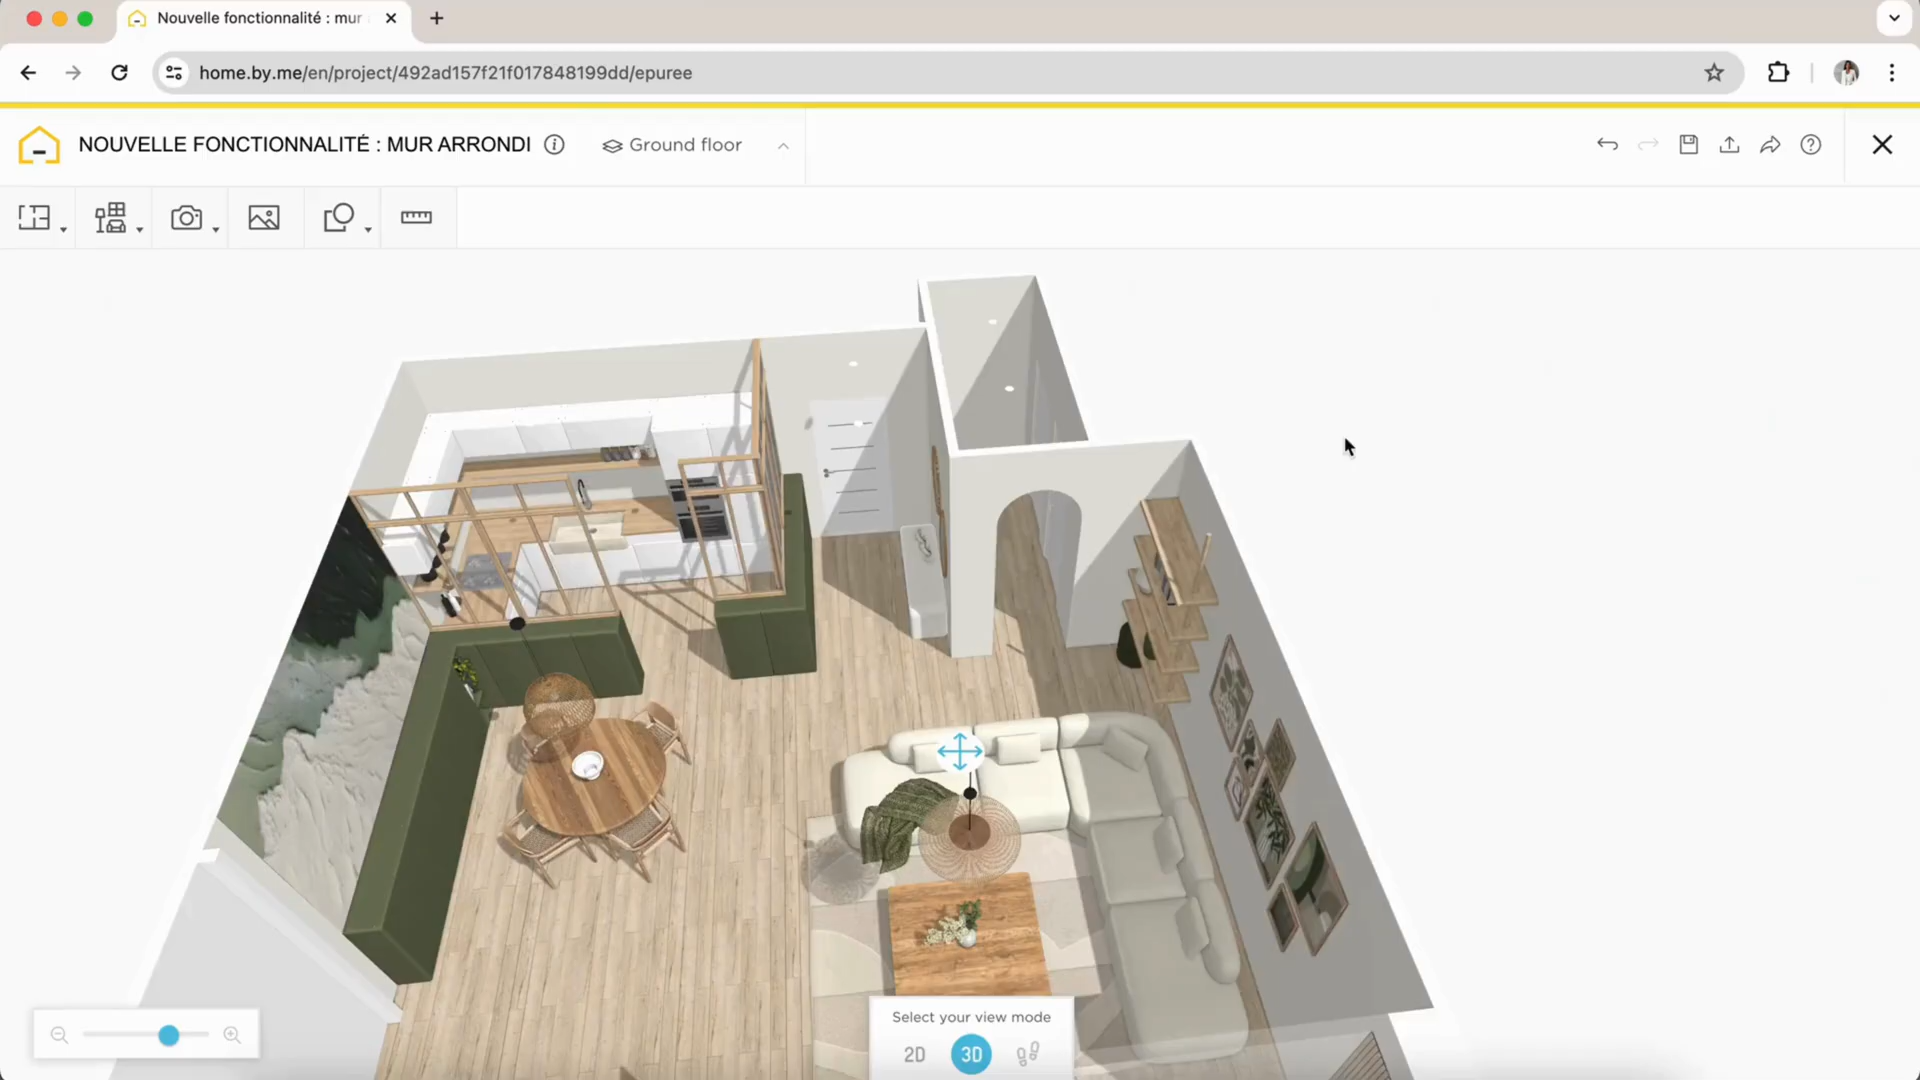 Nouvelle fonctionnalité : mur
home.by.me/en/project/492ad157f21f017848199dd/epuree
NOUVELLE FONCTIONNALITÉ : MUR ARRONDI
Ground floor
Select your view mode
2D
3D